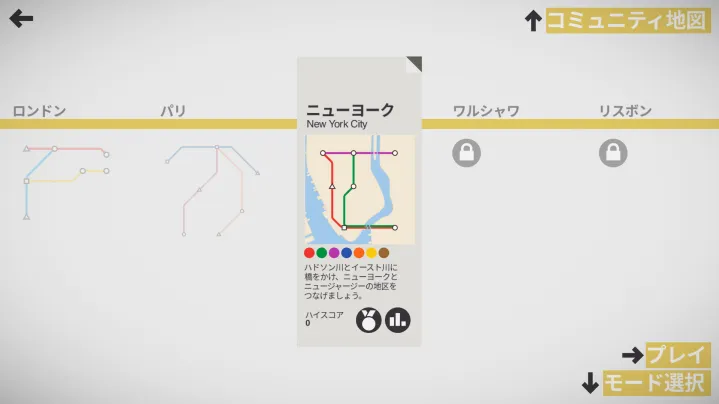 コミュニティ地図
ロンドン
パリ
ニューヨーク
New York City
ワルシャワ
リスボン
ハドソン川とイースト川に
橋をかけ、ニューヨークと
ニュージャージーの地区を
つなげましょう。
ハイスコア
0
プレイ
モード選択